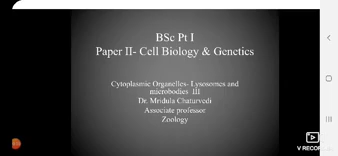 BSc Pt I
Paper II- Cell Biology & Genetics
Cytoplasmic Organelles- Lysosomes and
microbodies III
Dr. Mridula Chaturvedi
Associate professor
Zoology
V RECOR